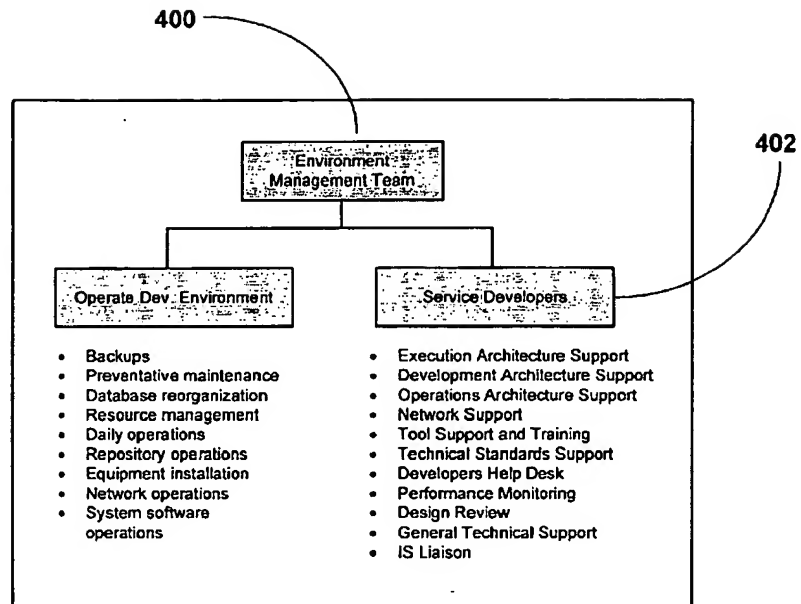 400
402
Environment
Management Team
Operate Dev. Environment
Service Developers
• Backups
• Preventative maintenance
• Database reorganization
• Resource management
• Daily operations
• Repository operations
• Equipment installation
• Network operations
• System software
operations
• Execution Architecture Support
• Development Architecture Support
• Operations Architecture Support
• Network Support
• Tool Support and Training
• Technical Standards Support
• Developers Help Desk
• Performance Monitoring
• Design Review
• General Technical Support
• IS Liaison